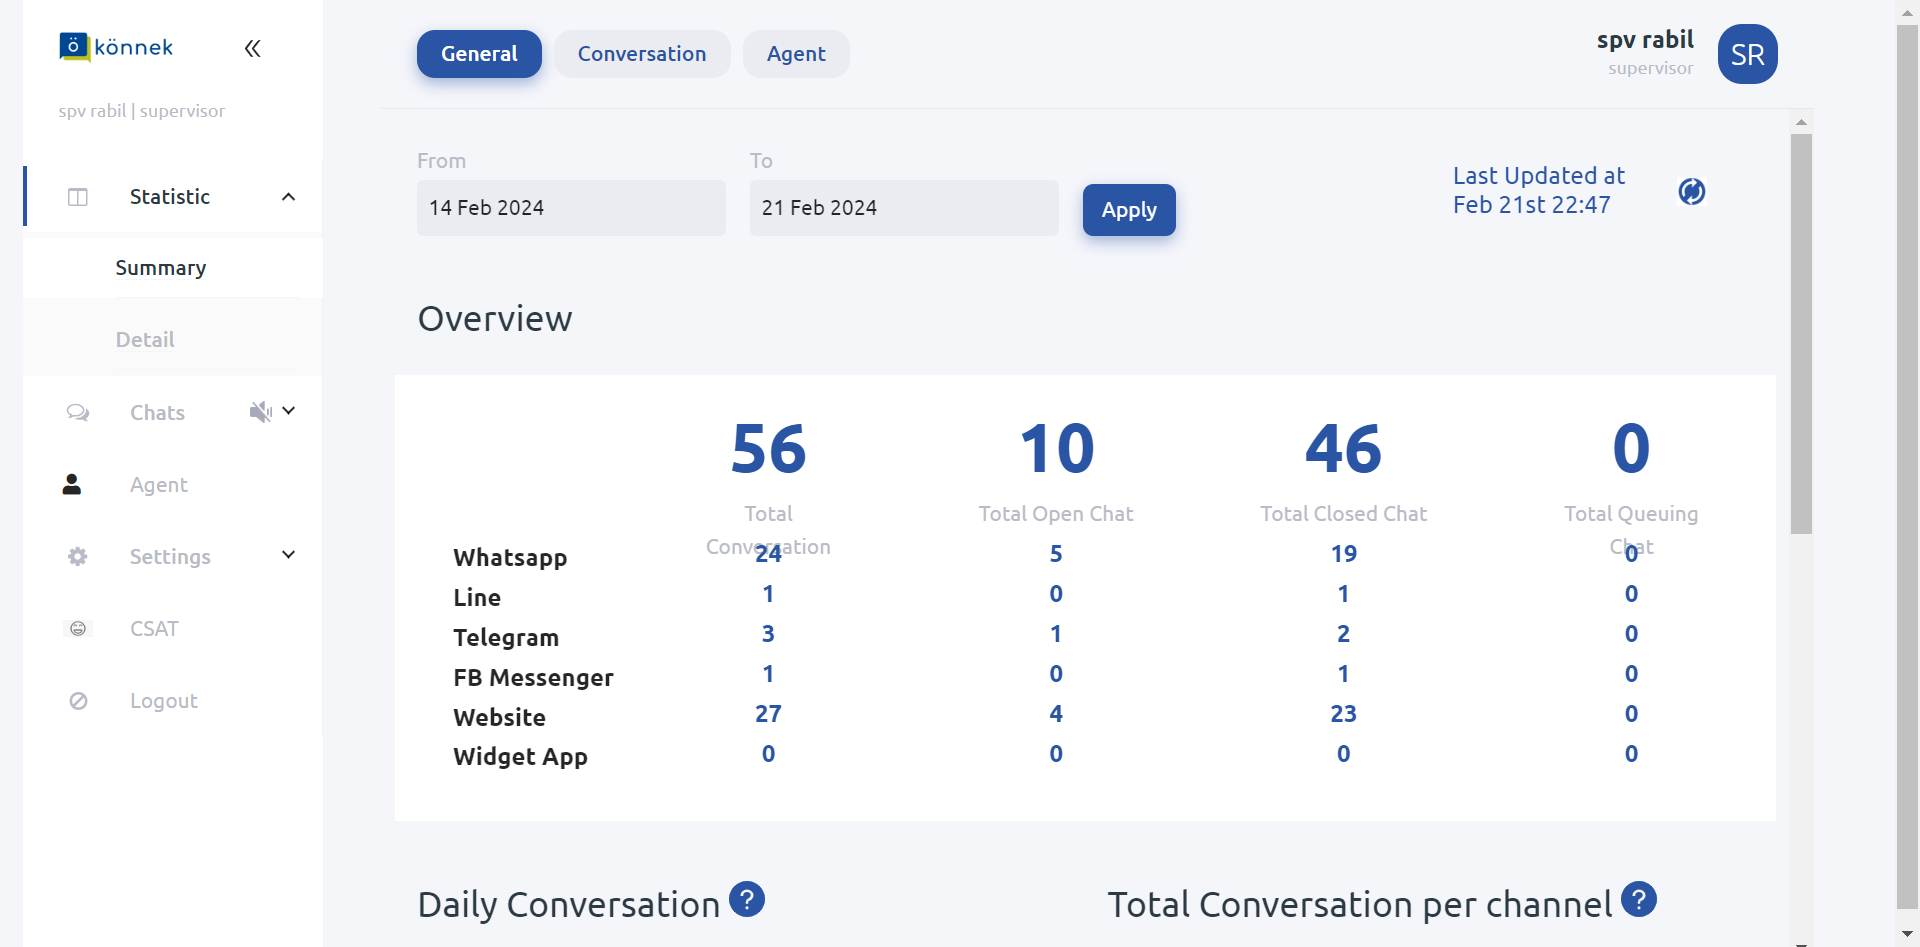 könnek
spv rabil | supervisor
Statistic
Summary
Detail
Chats
Agent
Settings
CSAT
Logout
General
Conversation
Agent
spv rabil
supervisor
SR
From
To
14 Feb 2024
21 Feb 2024
Apply
Last Updated at
Feb 21st 22:47
Overview
56
10
46
0
Total
Conversation
Total Open Chat
Total Closed Chat
Total Queuing
Chat
Whatsapp 24 5 19 0
Line 1 0 1 0
Telegram 3 1 2 0
FB Messenger 1 0 1 0
Website 27 4 23 0
Widget App 0 0 0 0
Daily Conversation ?
Total Conversation per channel ?